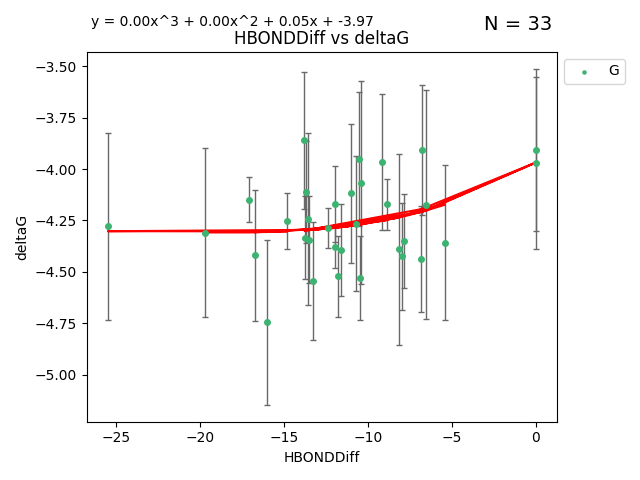 y = 0.00x^3 + 0.00x^2 + 0.05x + -3.97
N = 33
HBONDDiff vs deltaG
G
−3.50
−3.75
−4.00
−4.25
−4.50
−4.75
−5.00
deltaG
−25
−20
−15
−10
−5
0
HBONDDiff